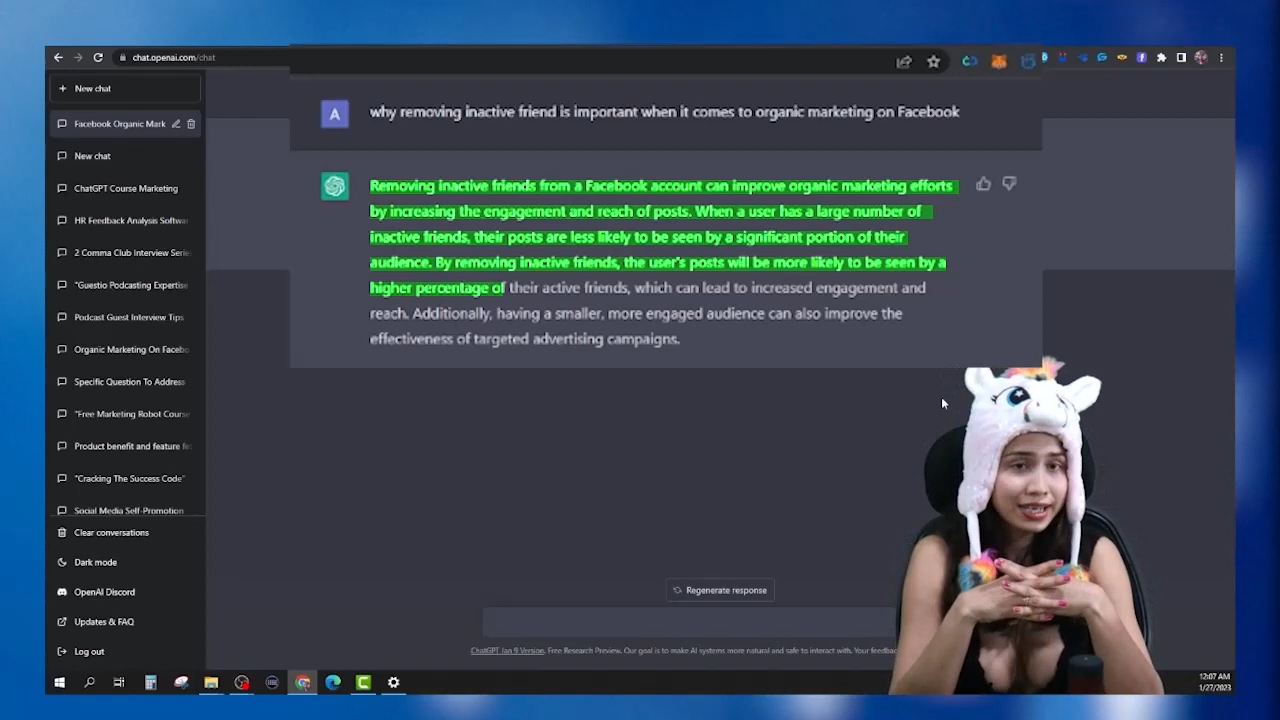 chat.openai.com/chat
New chat
Facebook Organic Mark
New chat
ChatGPT Course Marketing
HR Feedback Analysis Softwar
2 Comma Club Interview Serie
"Guestio Podcasting Expertise
Podcast Guest Interview Tips
Organic Marketing On Facebo
Specific Question To Address
"Free Marketing Robot Course
Product benefit and feature fe
"Cracking The Success Code"
Social Media Self-Promotion
Clear conversations
Dark mode
OpenAI Discord
Updates & FAQ
Log out
A
why removing inactive friend is important when it comes to organic marketing on Facebook
Removing inactive friends from a Facebook account can improve organic marketing efforts
by increasing the engagement and reach of posts. When a user has a large number of
inactive friends, their posts are less likely to be seen by a significant portion of their
audience. By removing inactive friends, the user's posts will be more likely to be seen by a
higher percentage of their active friends, which can lead to increased engagement and
reach. Additionally, having a smaller, more engaged audience can also improve the
effectiveness of targeted advertising campaigns.
Regenerate response
ChatGPT Jan 9 Version. Free Research Preview. Our goal is to make AI systems more natural and safe to interact with. Your feedbac
12:07 AM
1/27/2023